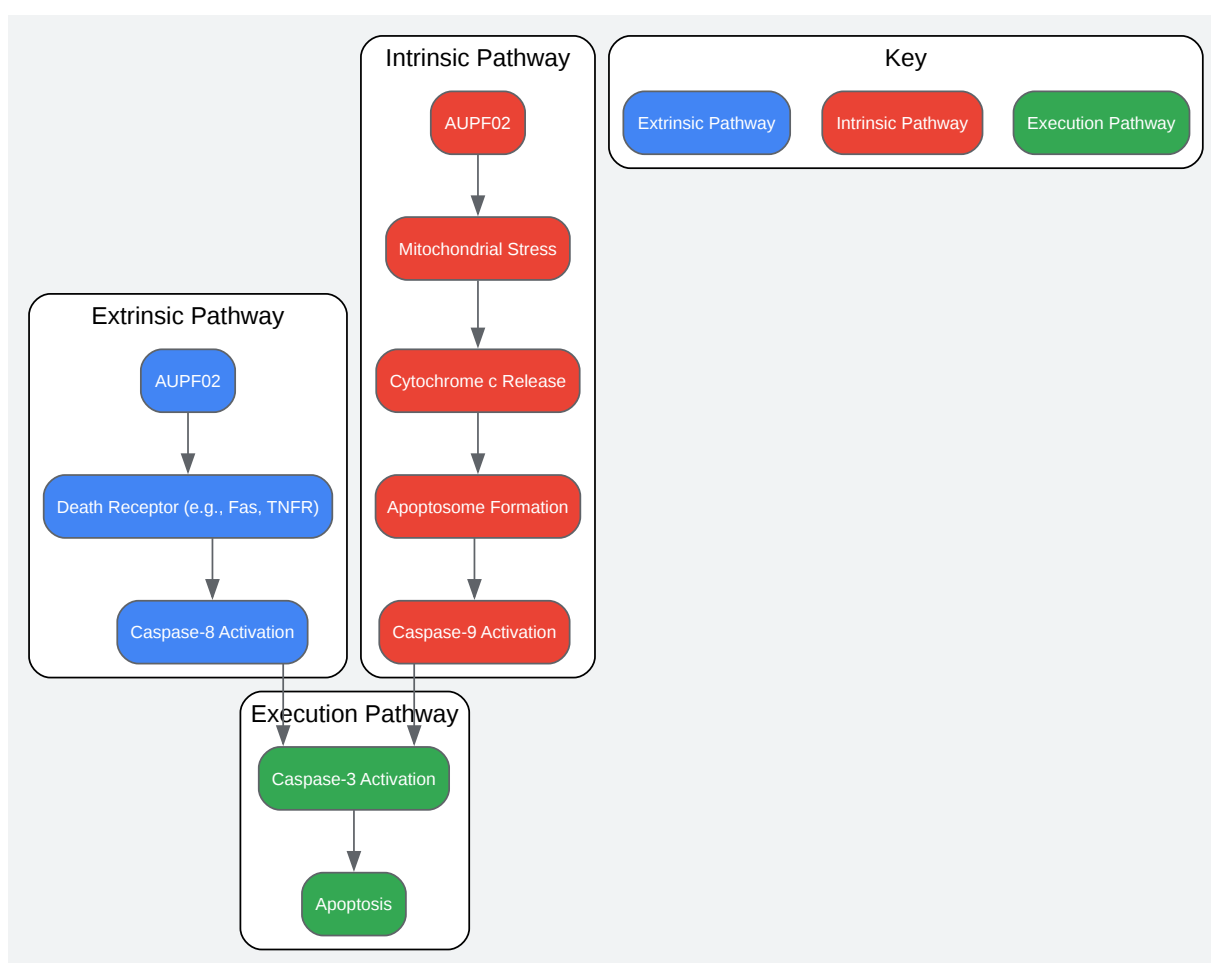 Intrinsic Pathway
AUPF02
Mitochondrial Stress
Cytochrome c Release
Apoptosome Formation
Caspase-9 Activation
Key
Extrinsic Pathway
Intrinsic Pathway
Execution Pathway
Extrinsic Pathway
AUPF02
Death Receptor (e.g., Fas, TNFR)
Caspase-8 Activation
Execution Pathway
Caspase-3 Activation
Apoptosis